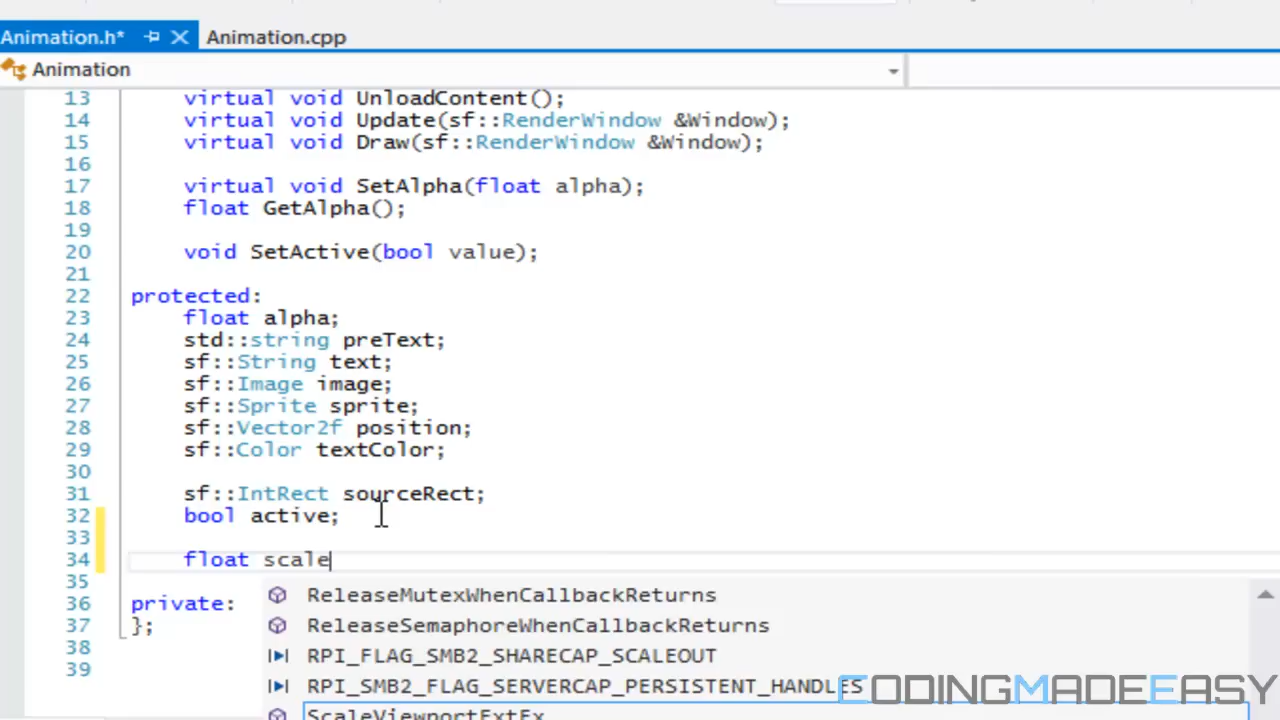 Animation.h* Animation.cpp
Animation
13 virtual void UnloadContent();
14 virtual void Update(sf::RenderWindow &Window);
15 virtual void Draw(sf::RenderWindow &Window);
16
17 virtual void SetAlpha(float alpha);
18 float GetAlpha();
19
20 void SetActive(bool value);
21
22 protected:
23 float alpha;
24 std::string preText;
25 sf::String text;
26 sf::Image image;
27 sf::Sprite sprite;
28 sf::Vector2f position;
29 sf::Color textColor;
30
31 sf::IntRect sourceRect;
32 bool active;
33
34 float scale
35
36 private:
37 };
38
39
ReleaseMutexWhenCallbackReturns
ReleaseSemaphoreWhenCallbackReturns
RPI_FLAG_SMB2_SHARECAP_SCALEOUT
RPI_SMB2_FLAG_SERVERCAP_PERSISTENT_HANDLES
ScaleViewportExtEx
CODINGMADEEASY